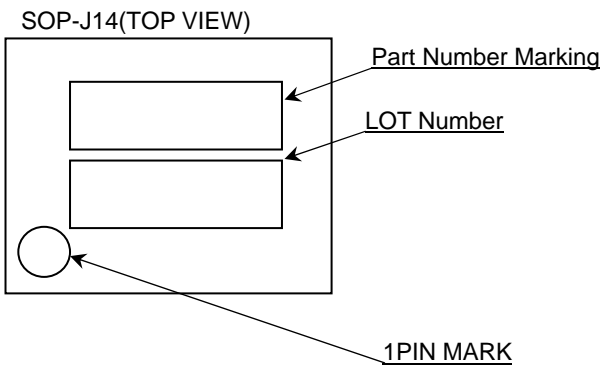 SOP-J14(TOP VIEW)
Part Number Marking
LOT Number
1PIN MARK